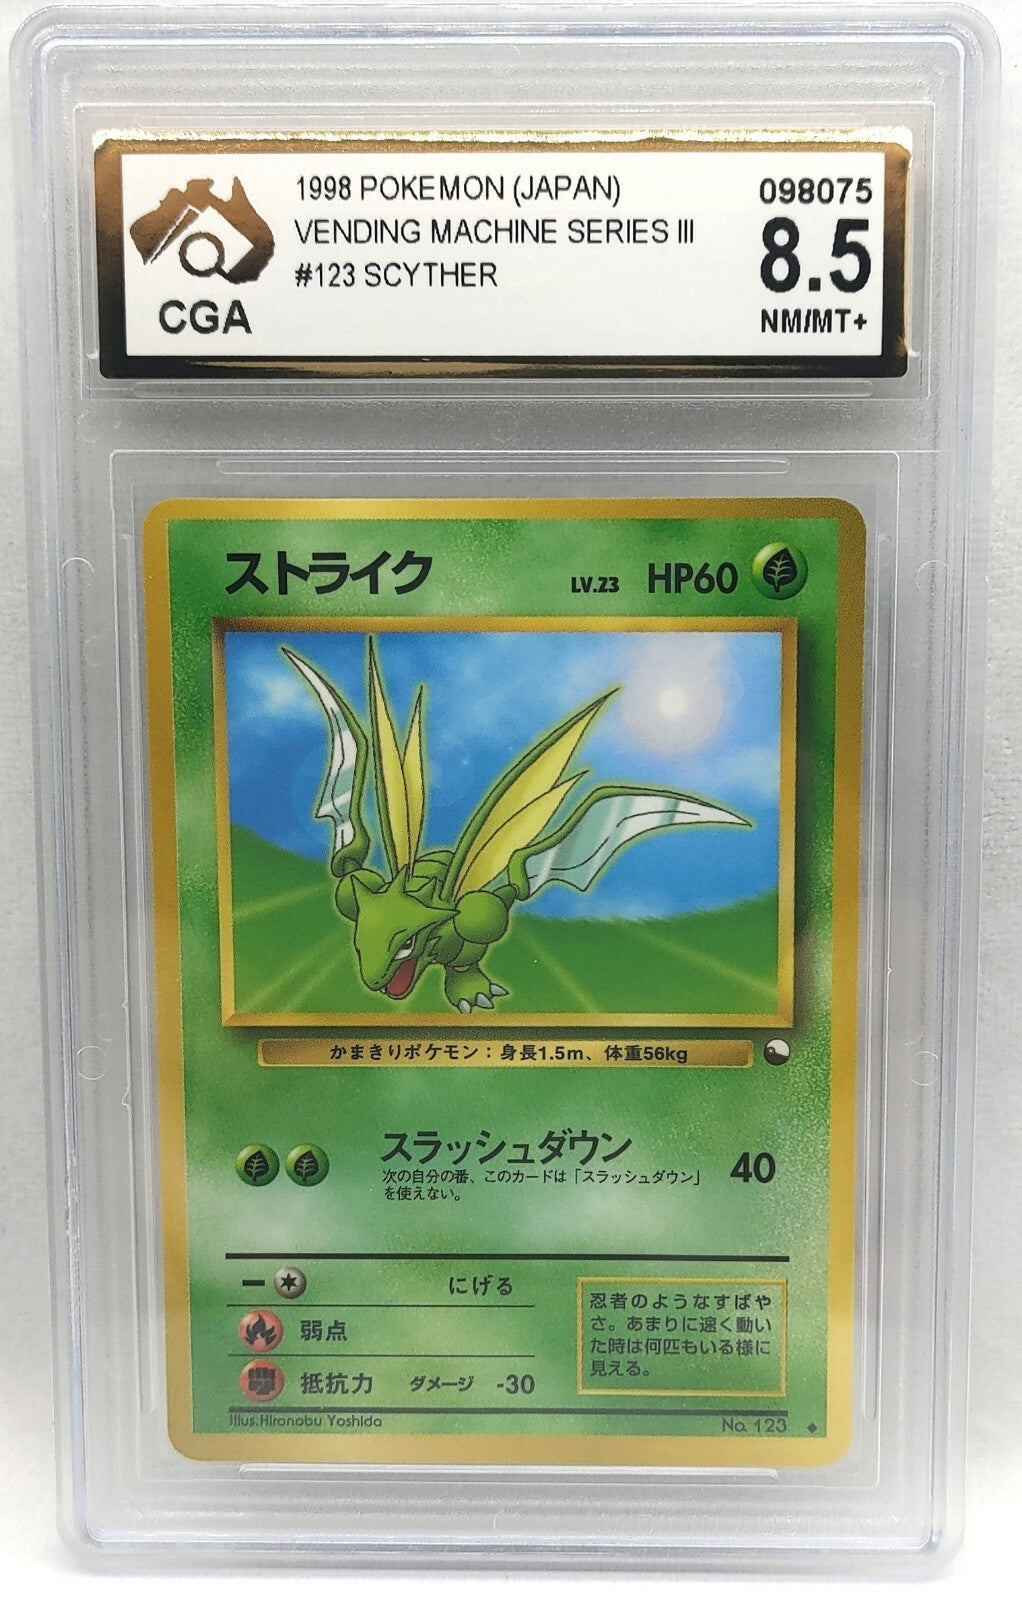 1998 POKEMON (JAPAN)
098075
VENDING MACHINE SERIES III
8.5
#123 SCYTHER
NM/MT+
CGA
ストライク
LV.23 HP60
かまきりポケモン：身長1.5m、体重56kg
スラッシュダウン
40
次の自分の番、このカードは「スラッシュダウン」
を使えない。
にげる
弱点
抵抗力 ダメージ -30
忍者のようなすばや
さ。あまりに速く動い
た時は何匹もいる様に
見える。
Illus.Hironobu Yoshida
No. 123